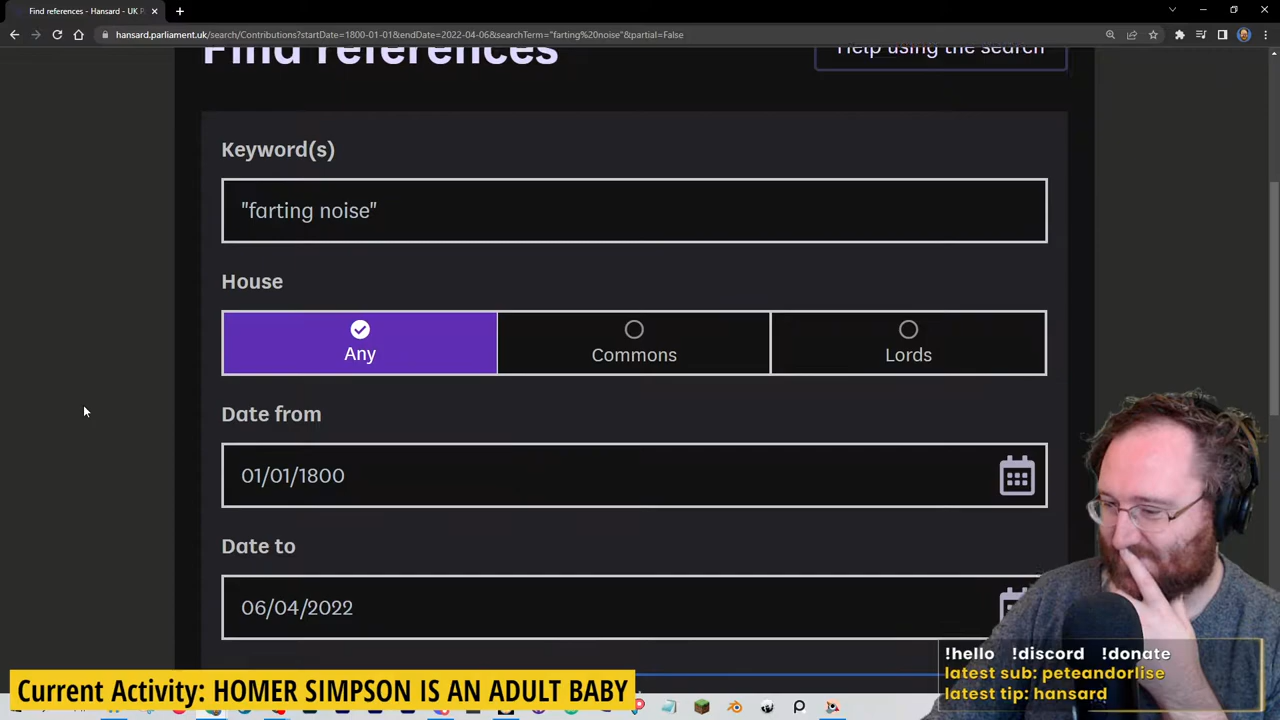 Find references - Hansard - UK P
hansard.parliament.uk/search/Contributions?startDate=1800-01-01&endDate=2022-04-06&searchTerm="farting%20noise"&partial=False
Find references
Help using the search
Keyword(s)
"farting noise"
House
Any
Commons
Lords
Date from
01/01/1800
Date to
06/04/2022
!hello !discord !donate
latest sub: peteandorlise
latest tip: hansard
Current Activity: HOMER SIMPSON IS AN ADULT BABY